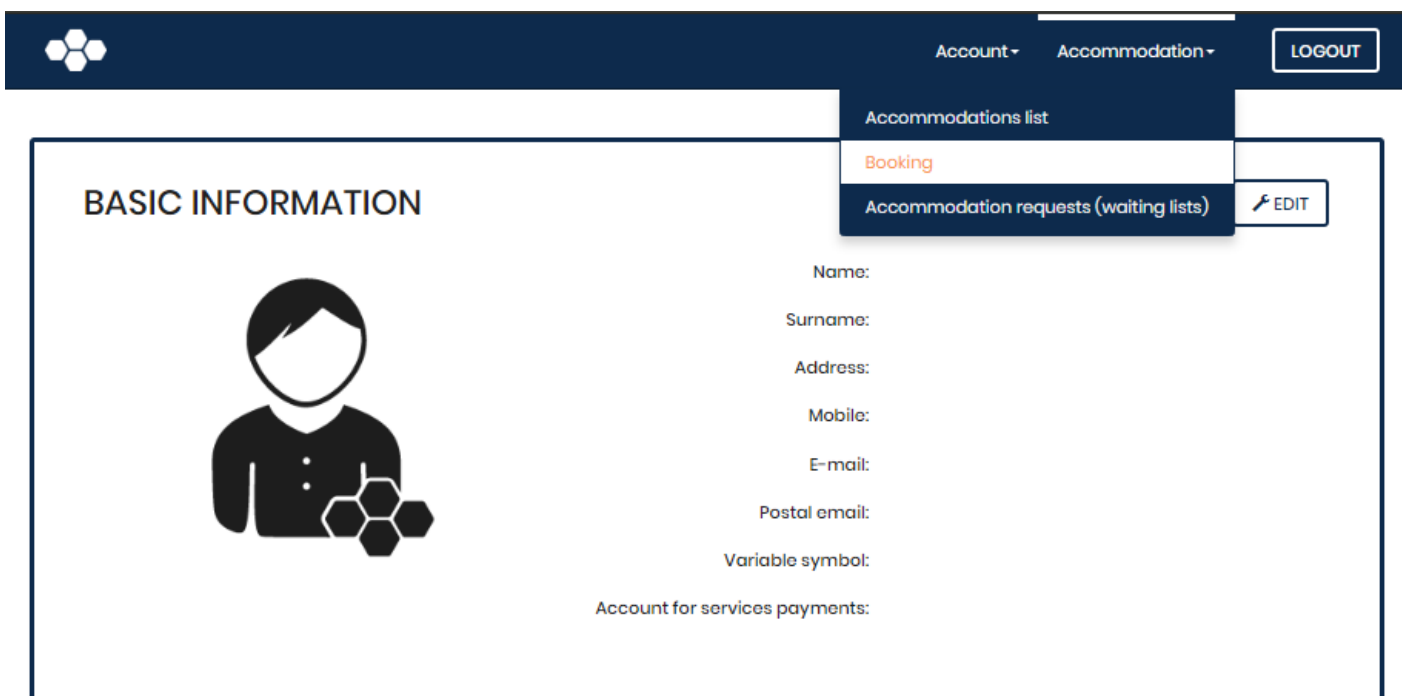 Account
Accommodation
LOGOUT
Accommodations list
Booking
Accommodation requests (waiting lists)
BASIC INFORMATION
EDIT
Name:
Surname:
Address:
Mobile:
E-mail:
Postal email:
Variable symbol:
Account for services payments: